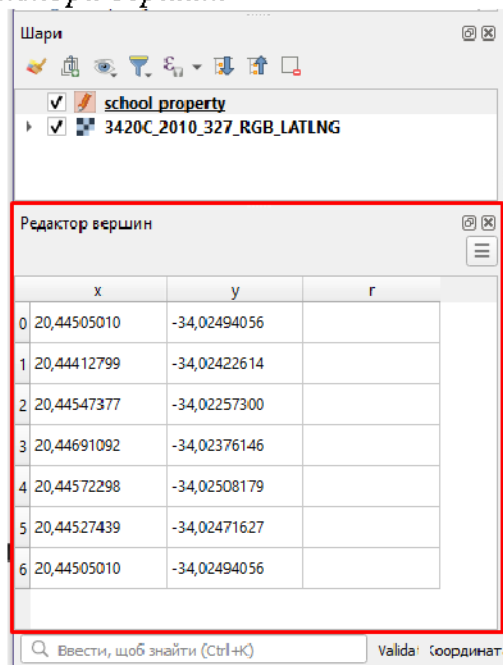 Шари
school property
3420C_2010_327_RGB_LATLNG
Редактор вершин
x y r
0 20,44505010 -34,02494056
1 20,44412799 -34,02422614
2 20,44547377 -34,02257300
3 20,44691092 -34,02376146
4 20,44572298 -34,02508179
5 20,44527439 -34,02471627
6 20,44505010 -34,02494056
Ввести, щоб знайти (Ctrl+K) Valida Координат